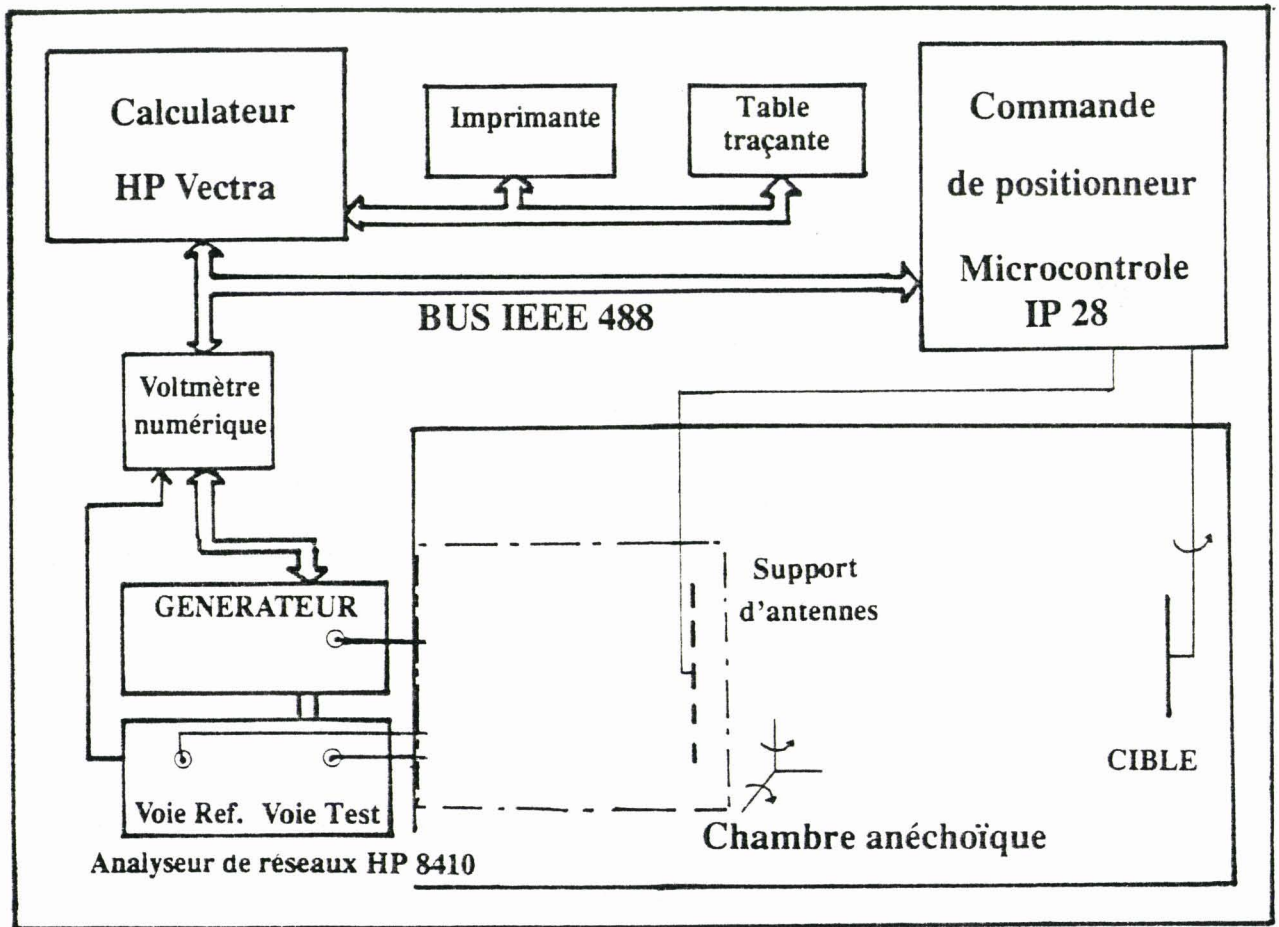 Calculateur
HP Vectra
Imprimante
Table
traçante
Commande
de positionneur
Microcontrole
IP 28
BUS IEEE 488
Voltmètre
numérique
GENERATEUR
Support
d'antennes
CIBLE
Voie Ref. Voie Test
Chambre anéchoïque
Analyseur de réseaux HP 8410